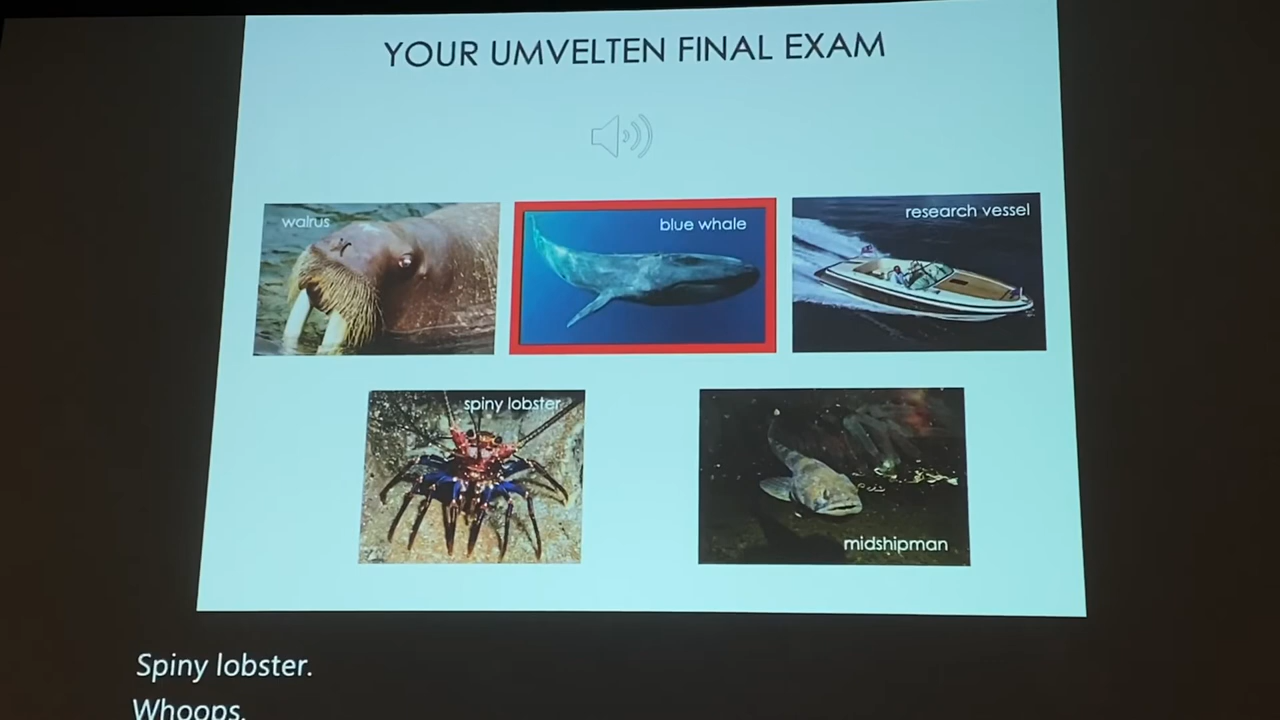 YOUR UMVELTEN FINAL EXAM
walrus
blue whale
research vessel
spiny lobster
midshipman
Spiny lobster.
Whoops.